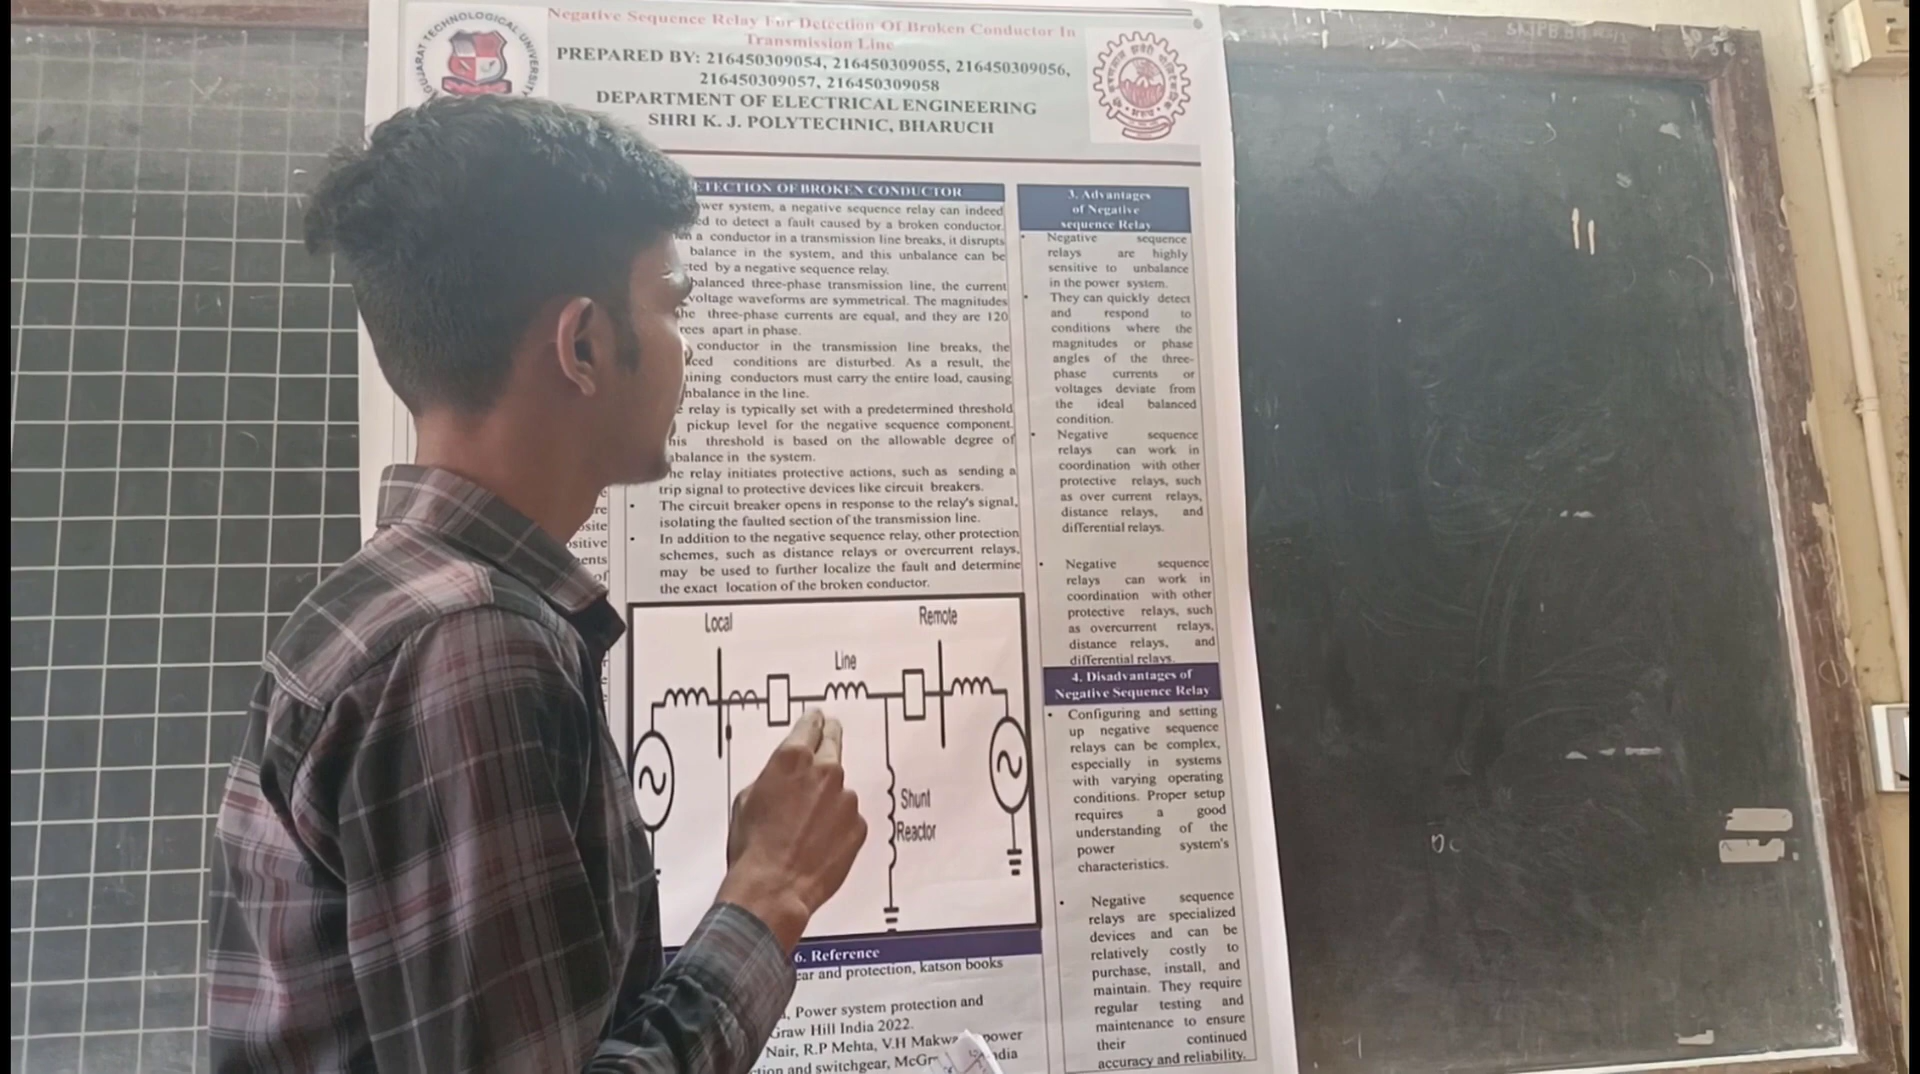 GUJARAT TECHNOLOGICAL UNIVERSITY
Negative Sequence Relay For Detection Of Broken Conductor In
Transmission Line
PREPARED BY: 216450309054, 216450309055, 216450309056,
216450309057, 216450309058
DEPARTMENT OF ELECTRICAL ENGINEERING
SHRI K. J. POLYTECHNIC, BHARUCH
OF BROKEN CONDUCTOR
system, a negative sequence relay can indeed
to detect a fault caused by a broken conductor.
a conductor in a transmission line breaks, it disrupts
balance in the system, and this unbalance can be
by a negative sequence relay.
balanced three-phase transmission line, the current
voltage waveforms are symmetrical. The magnitudes
three-phase currents are equal, and they are 120
apart in phase.
conductor in the transmission line breaks, the
conditions are disturbed. As a result, the
conductors must carry the entire load, causing
in the line.
relay is typically set with a predetermined threshold
pickup level for the negative sequence component.
threshold is based on the allowable degree of
in the system.
relay initiates protective actions, such as sending a
trip signal to protective devices like circuit breakers.
• The circuit breaker opens in response to the relay's signal,
isolating the faulted section of the transmission line.
• In addition to the negative sequence relay, other protection
schemes, such as distance relays or overcurrent relays,
may be used to further localize the fault and determine
the exact location of the broken conductor.
of
Local
Remote
Line
Shunt
Reactor
6. Reference
and protection, katson books
Power system protection and
Graw Hill India 2022.
Nair, R.P Mehta, V.H power
and switchgear,
3. Advantages
of Negative
sequence Relay
• Negative sequence
relays are highly
sensitive to unbalance
in the power system.
• They can quickly detect
and respond to
conditions where the
magnitudes or phase
angles of the three-
phase currents or
voltages deviate from
the ideal balanced
condition.
• Negative sequence
relays can work in
coordination with other
protective relays, such
as over current relays,
distance relays, and
differential relays.
• Negative sequence
relays can work in
coordination with other
protective relays, such
as overcurrent relays,
distance relays, and
differential relays.
4. Disadvantages of
Negative Sequence Relay
• Configuring and setting
up negative sequence
relays can be complex,
especially in systems
with varying operating
conditions. Proper setup
requires a good
understanding of the
power system's
characteristics.
• Negative sequence
relays are specialized
devices and can be
relatively costly to
purchase, install, and
maintain. They require
regular testing and
maintenance to ensure
their continued
accuracy and reliability.